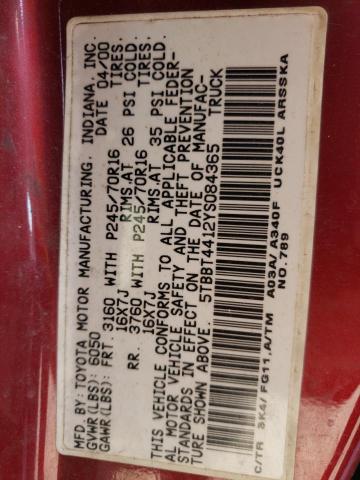 MFD. BY: TOYOTA MOTOR MANUFACTURING, INDIANA, INC.
GVWR(LBS): 6050 DATE 04/00
GAWR(LBS): FRT. 3160 WITH P245/70R16 TIRES,
16X7J RIMS,AT 26 PSI COLD.
RR. 3760 WITH P245/70R16 TIRES,
16X7J RIMS,AT 35 PSI COLD.
THIS VEHICLE CONFORMS TO ALL APPLICABLE FEDER-
AL MOTOR VEHICLE SAFETY AND THEFT PREVENTION
STANDARDS IN EFFECT ON THE DATE OF MANUFAC-
TURE SHOWN ABOVE. TRUCK
5TBBT4412YS084365
C/TR 3K4/FG11,A/TM A03A/A340F UCK40L ARSSKA
NO.789